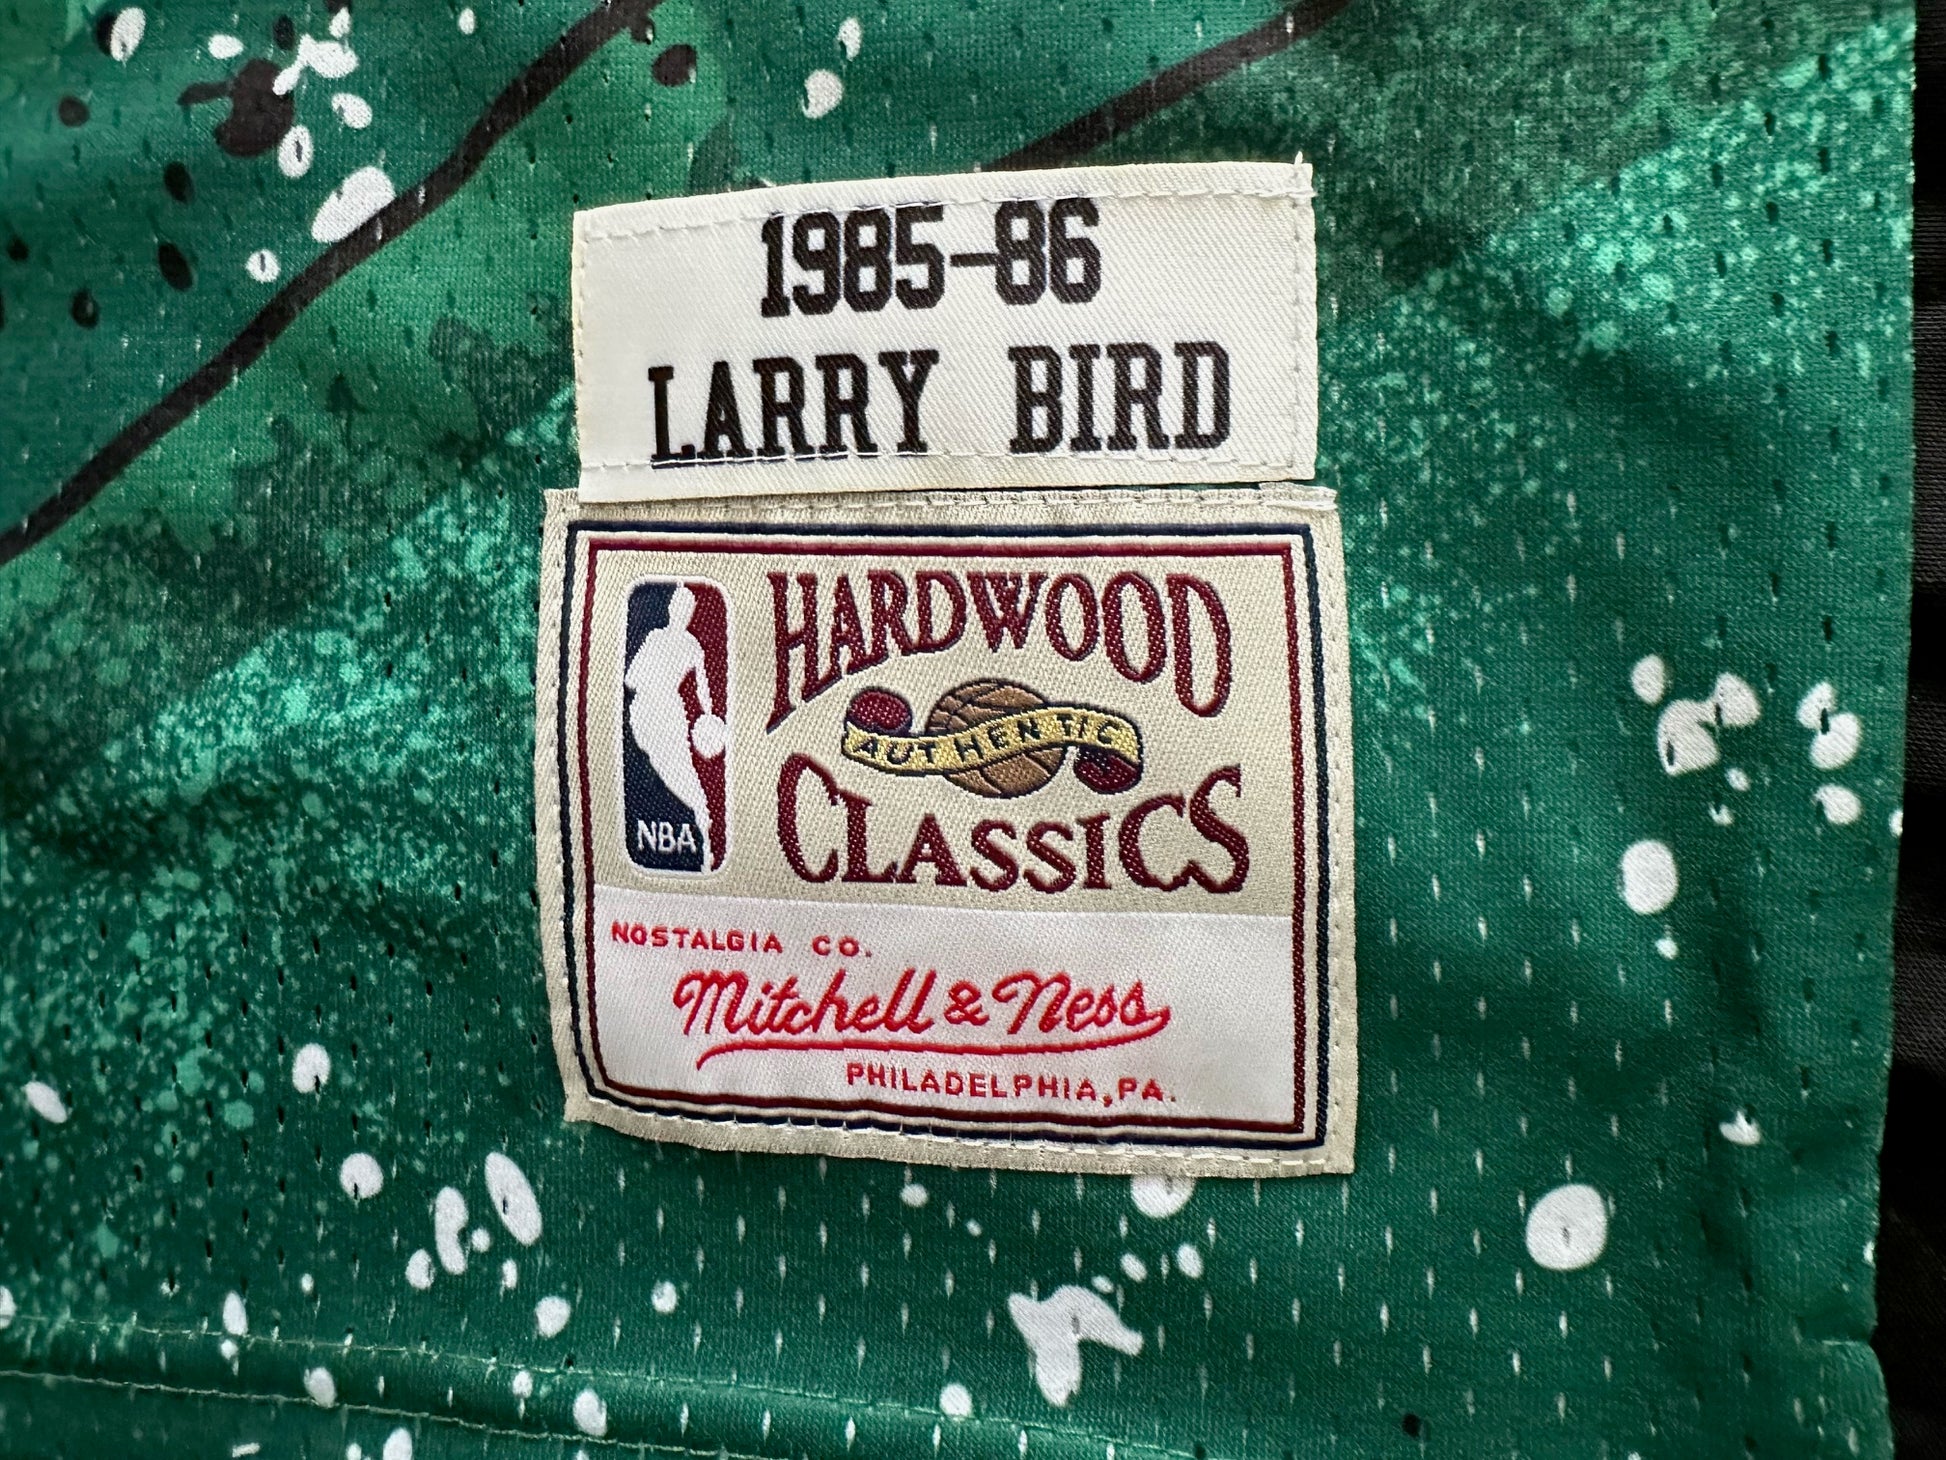 1985-86
LARRY BIRD
HARDWOOD
AUTHENTIC
CLASSICS
NBA
NOSTALGIA CO.
Mitchell & Ness
PHILADELPHIA, PA.